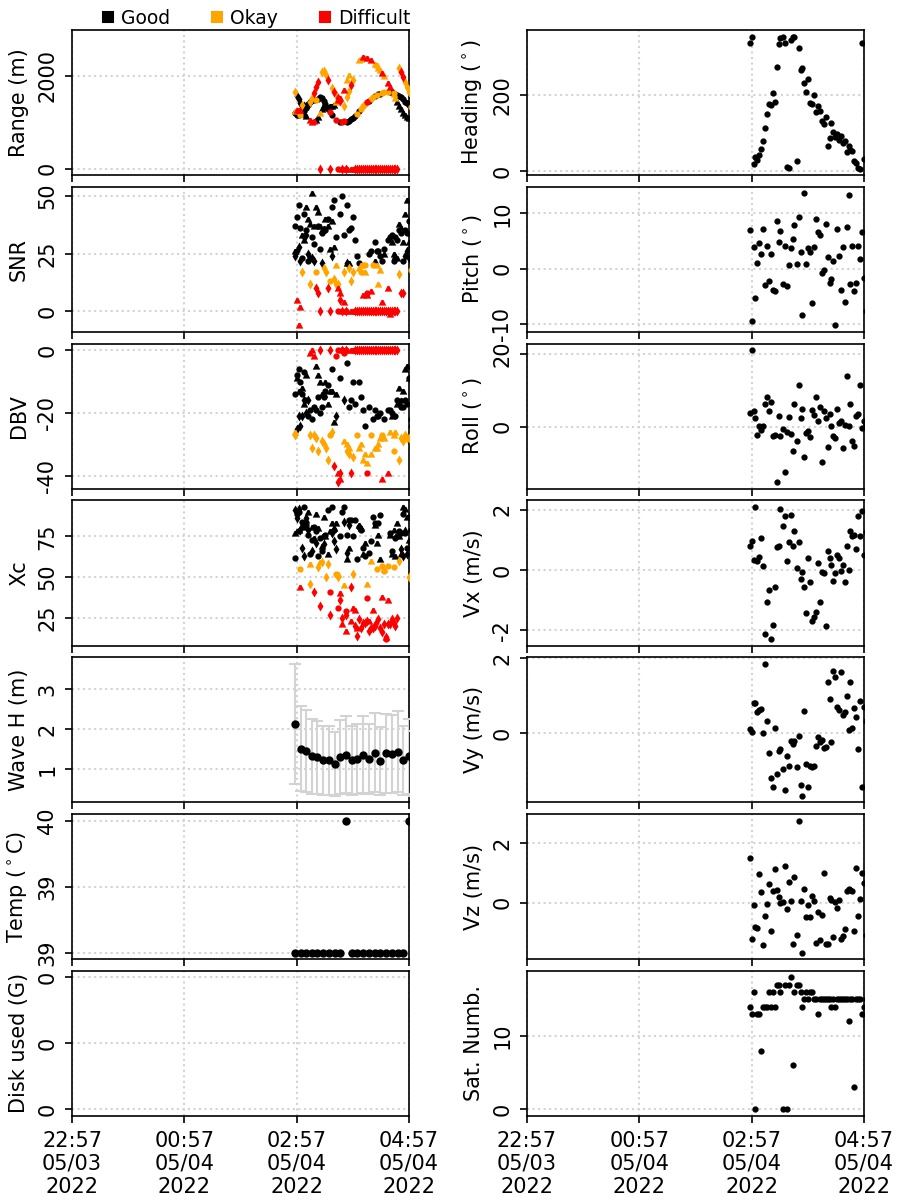 Good Okay Difficult
Range (m)
2000
0
Heading (°)
200
0
SNR
50
25
0
Pitch (°)
10
0
-10
DBV
0
-20
-40
Roll (°)
20
0
Xc
75
50
25
Vx (m/s)
2
0
-2
Wave H (m)
3
2
1
Vy (m/s)
2
0
Temp (°C)
40
39
39
Vz (m/s)
2
0
Disk used (G)
0
0
0
Sat. Numb.
10
0
22:57 00:57 02:57 04:57
05/03 05/04 05/04 05/04
2022 2022 2022 2022
22:57 00:57 02:57 04:57
05/03 05/04 05/04 05/04
2022 2022 2022 2022